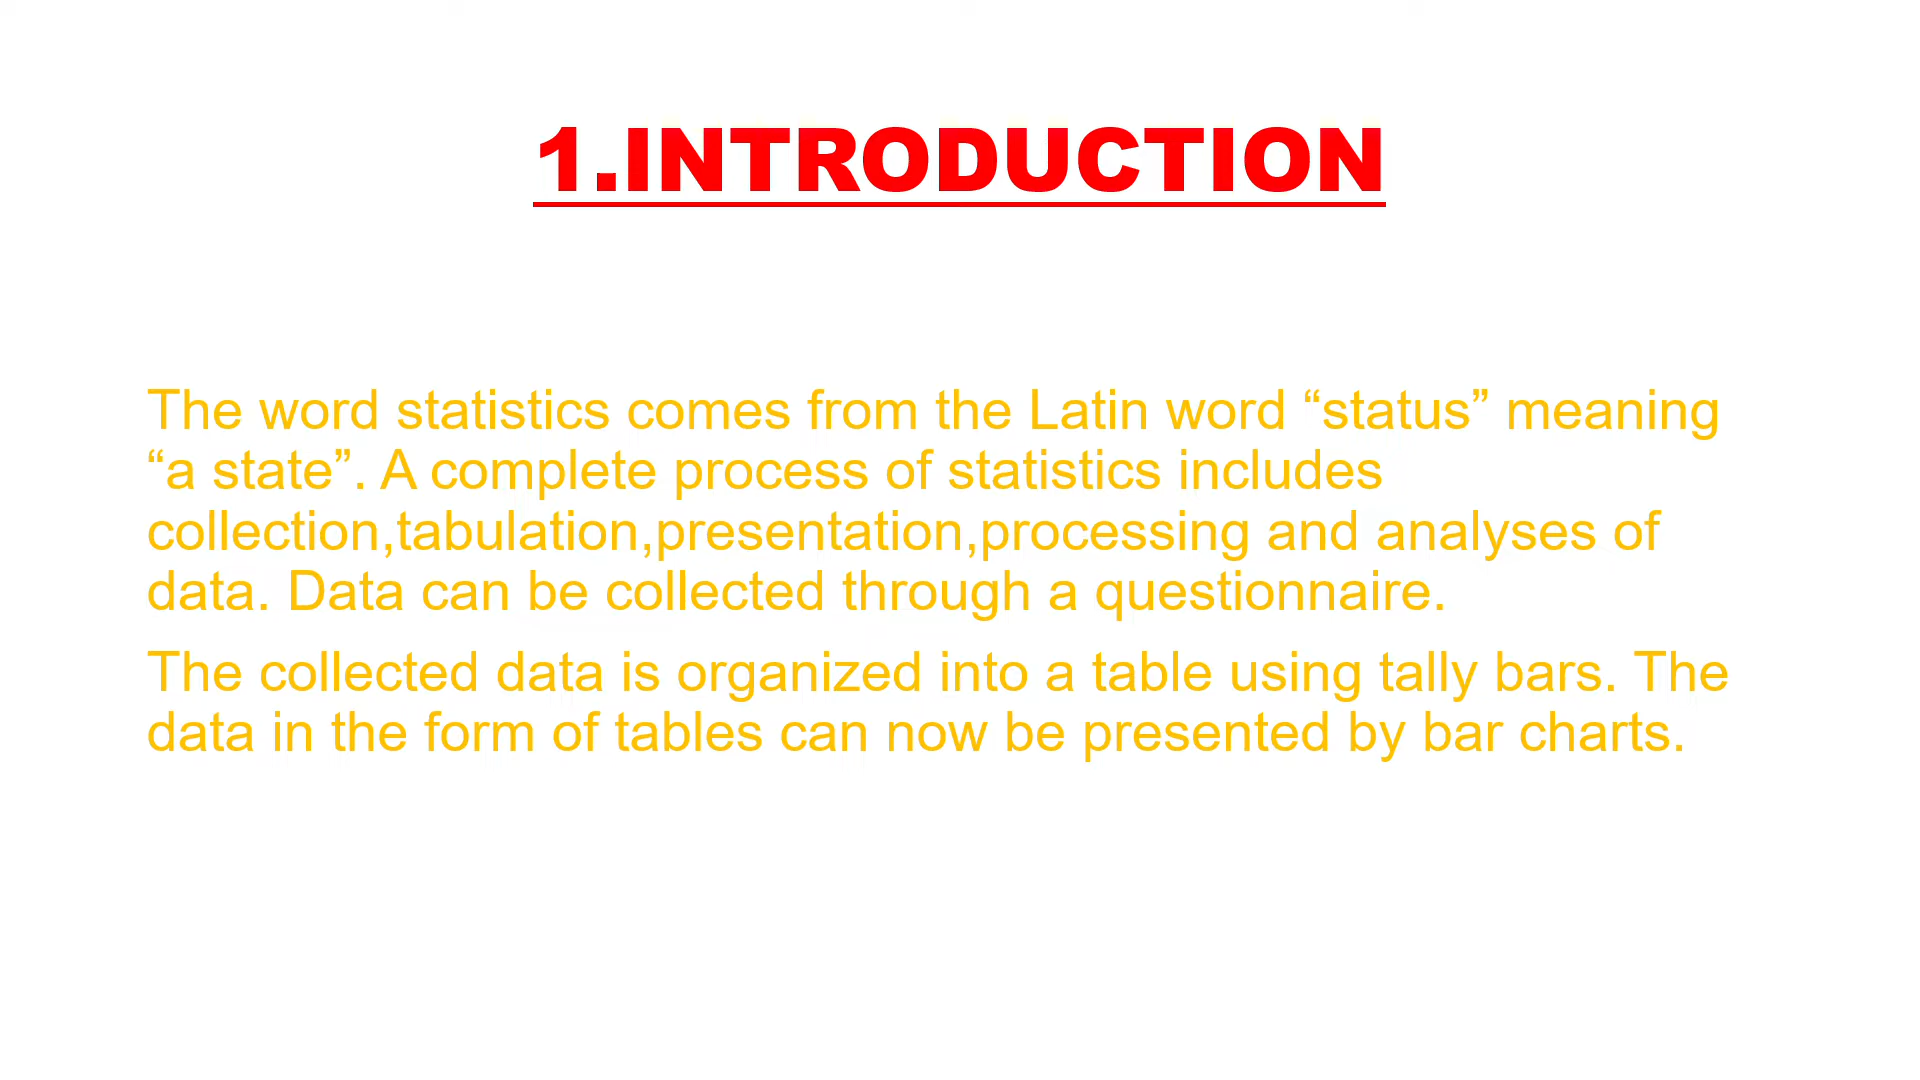 1.INTRODUCTION
The word statistics comes from the Latin word “status” meaning
“a state”. A complete process of statistics includes
collection,tabulation,presentation,processing and analyses of
data. Data can be collected through a questionnaire.
The collected data is organized into a table using tally bars. The
data in the form of tables can now be presented by bar charts.